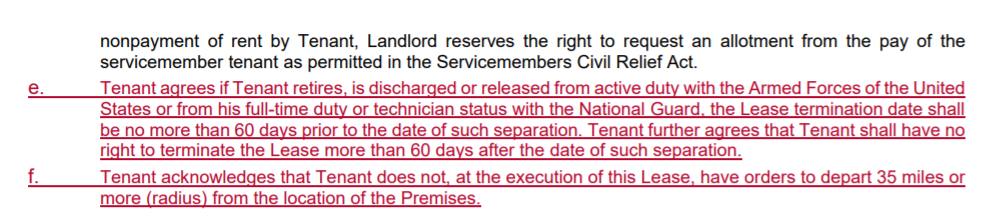 nonpayment of rent by Tenant, Landlord reserves the right to request an allotment from the pay of the
servicemember tenant as permitted in the Servicemembers Civil Relief Act.
e. Tenant agrees if Tenant retires, is discharged or released from active duty with the Armed Forces of the United
States or from his full-time duty or technician status with the National Guard, the Lease termination date shall
be no more than 60 days prior to the date of such separation. Tenant further agrees that Tenant shall have no
right to terminate the Lease more than 60 days after the date of such separation.
f. Tenant acknowledges that Tenant does not, at the execution of this Lease, have orders to depart 35 miles or
more (radius) from the location of the Premises.